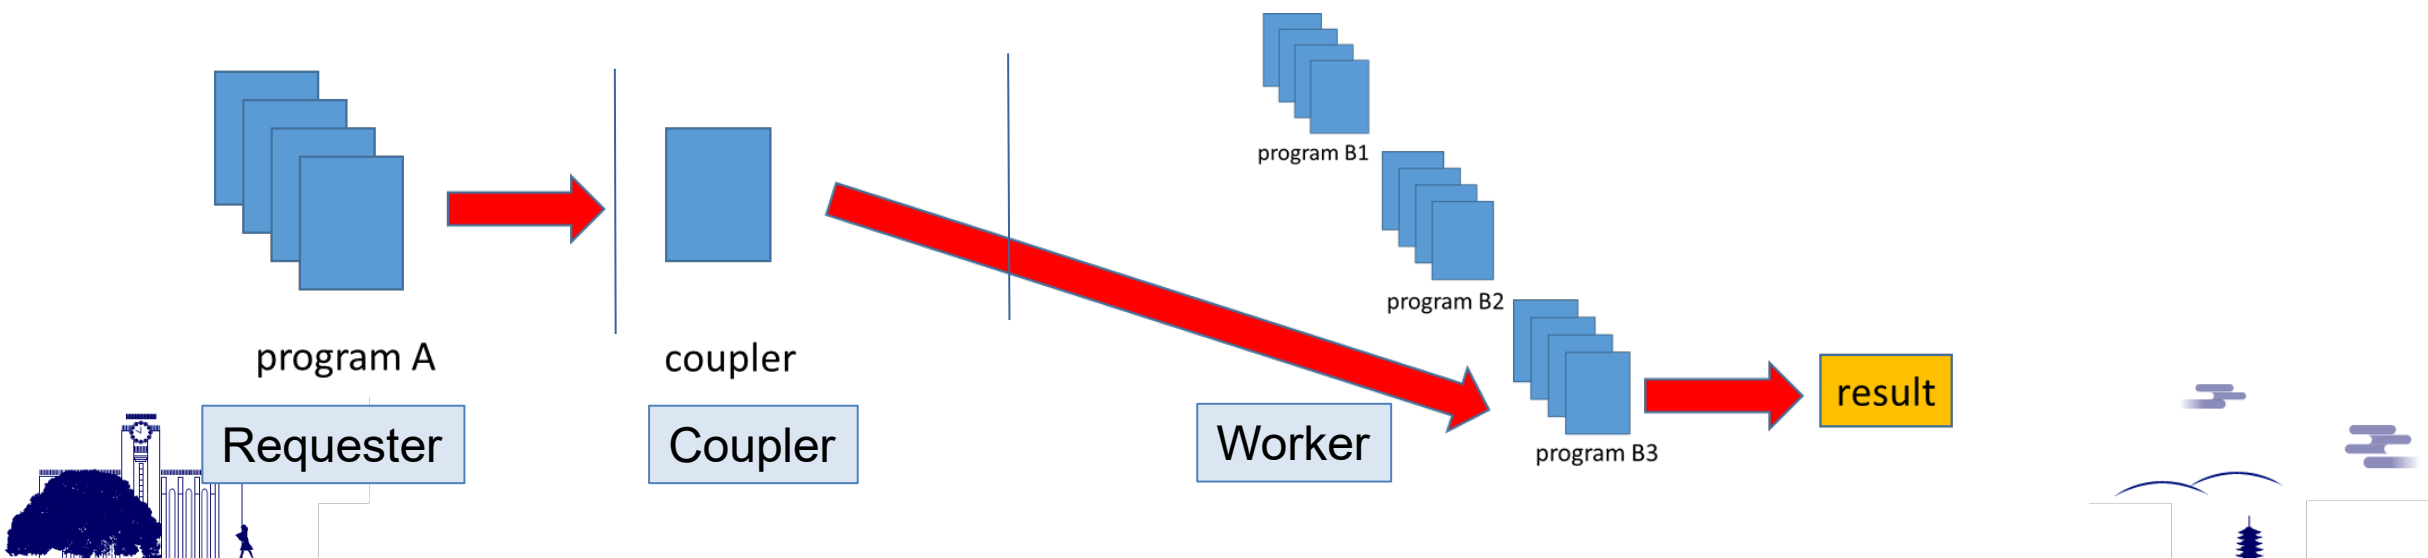 program B1
program B2
program A
coupler
result
Requester
Coupler
Worker
program B3